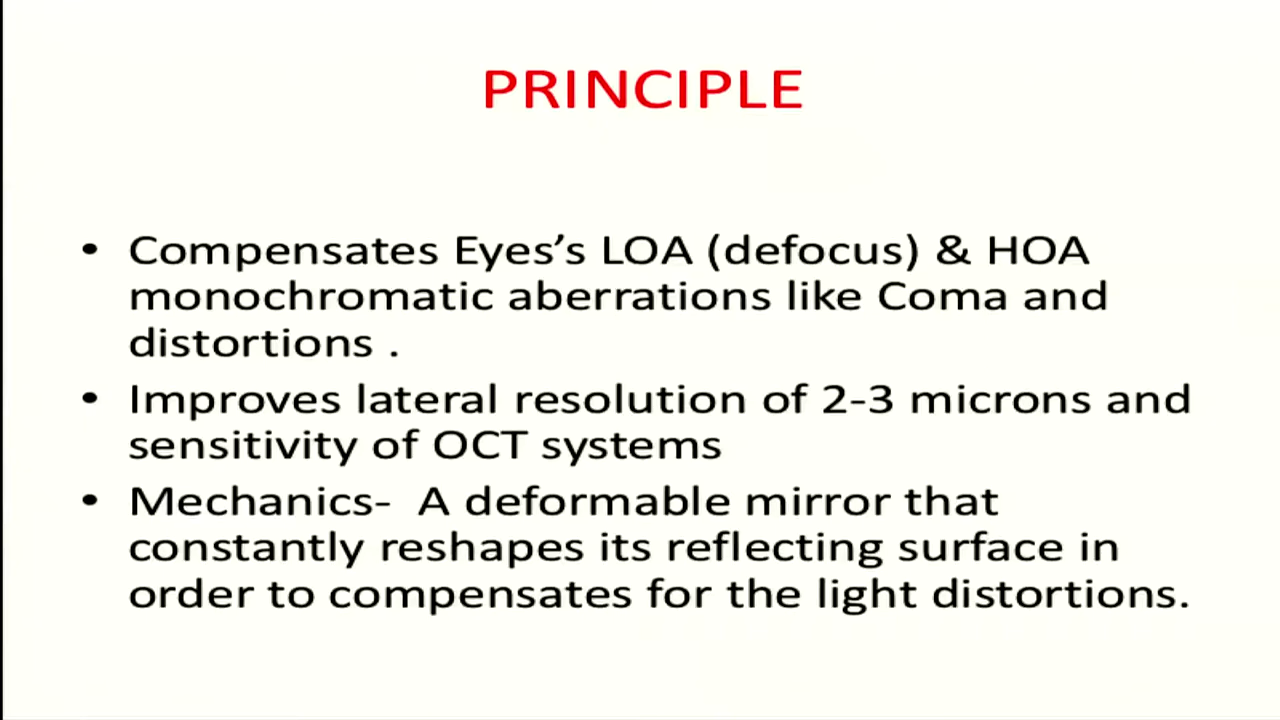 PRINCIPLE
• Compensates Eyes’s LOA (defocus) & HOA
monochromatic aberrations like Coma and
distortions .
• Improves lateral resolution of 2-3 microns and
sensitivity of OCT systems
• Mechanics-  A deformable mirror that
constantly reshapes its reflecting surface in
order to compensates for the light distortions.